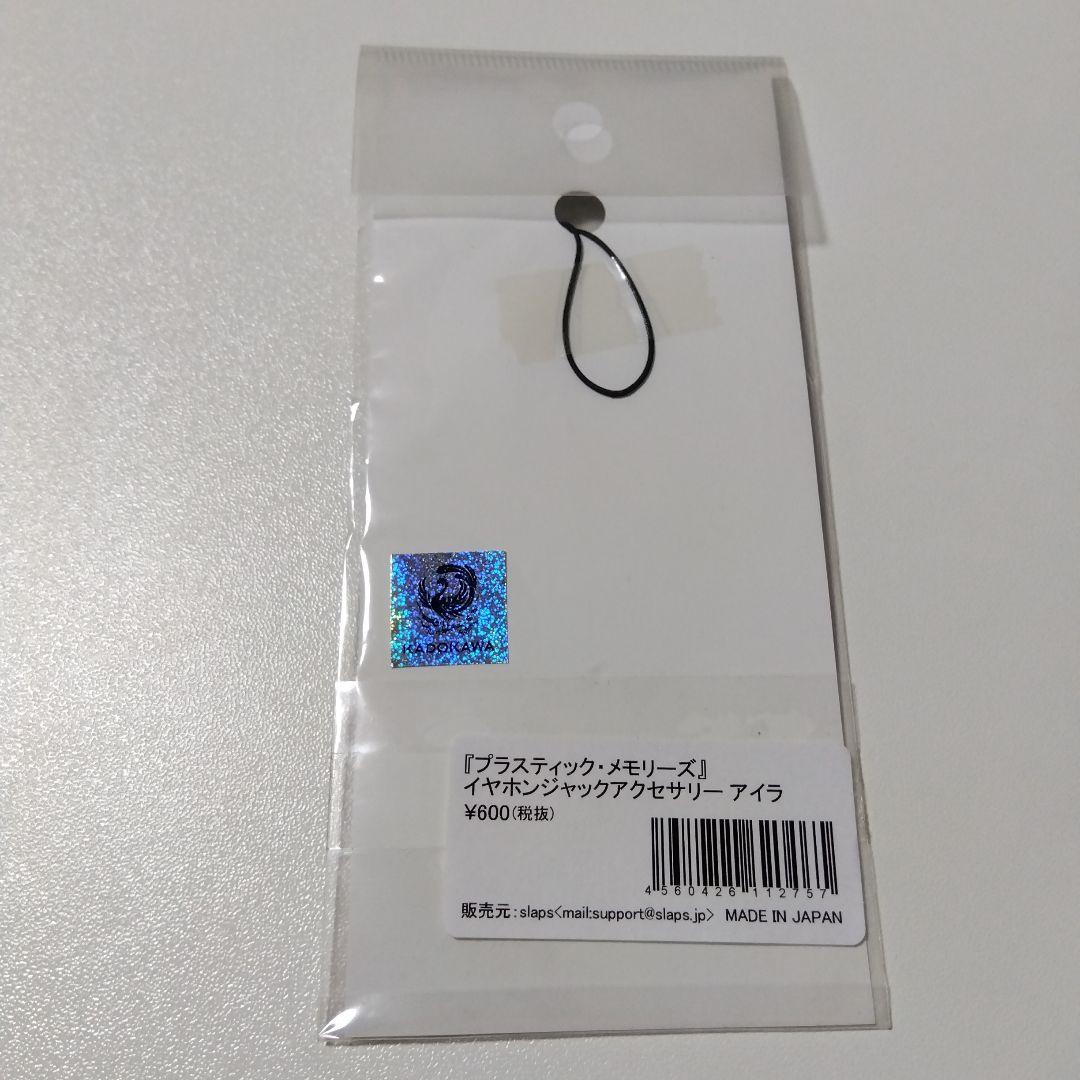 KADOKAWA
『プラスティック・メモリーズ』
イヤホンジャックアクセサリー アイラ
¥600(税抜)
4560426112757
販売元:slaps<mail:support@slaps.jp> MADE IN JAPAN